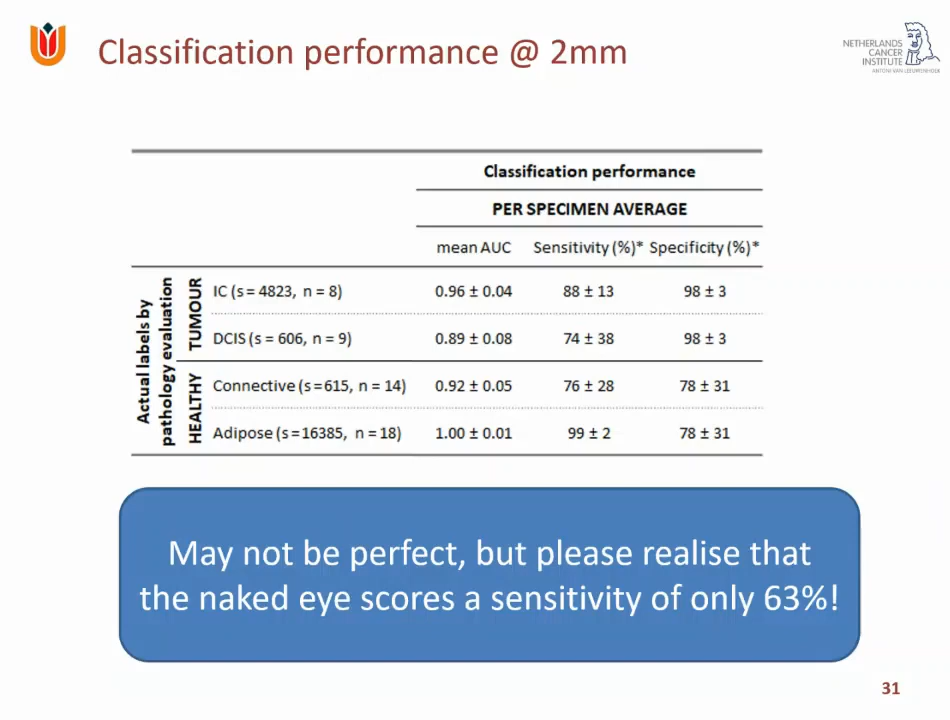 Classification performance @ 2mm
NETHERLANDS
CANCER
INSTITUTE
ANTONI VAN LEEUWENHOEK
Classification performance
PER SPECIMEN AVERAGE
mean AUC Sensitivity (%)* Specificity (%)*
Actual labels by
pathology evaluation
TUMOUR
IC (s = 4823, n = 8) 0.96 ± 0.04 88 ± 13 98 ± 3
DCIS (s = 606, n = 9) 0.89 ± 0.08 74 ± 38 98 ± 3
HEALTHY
Connective (s =615, n = 14) 0.92 ± 0.05 76 ± 28 78 ± 31
Adipose (s =16385, n = 18) 1.00 ± 0.01 99 ± 2 78 ± 31
May not be perfect, but please realise that
the naked eye scores a sensitivity of only 63%!
31